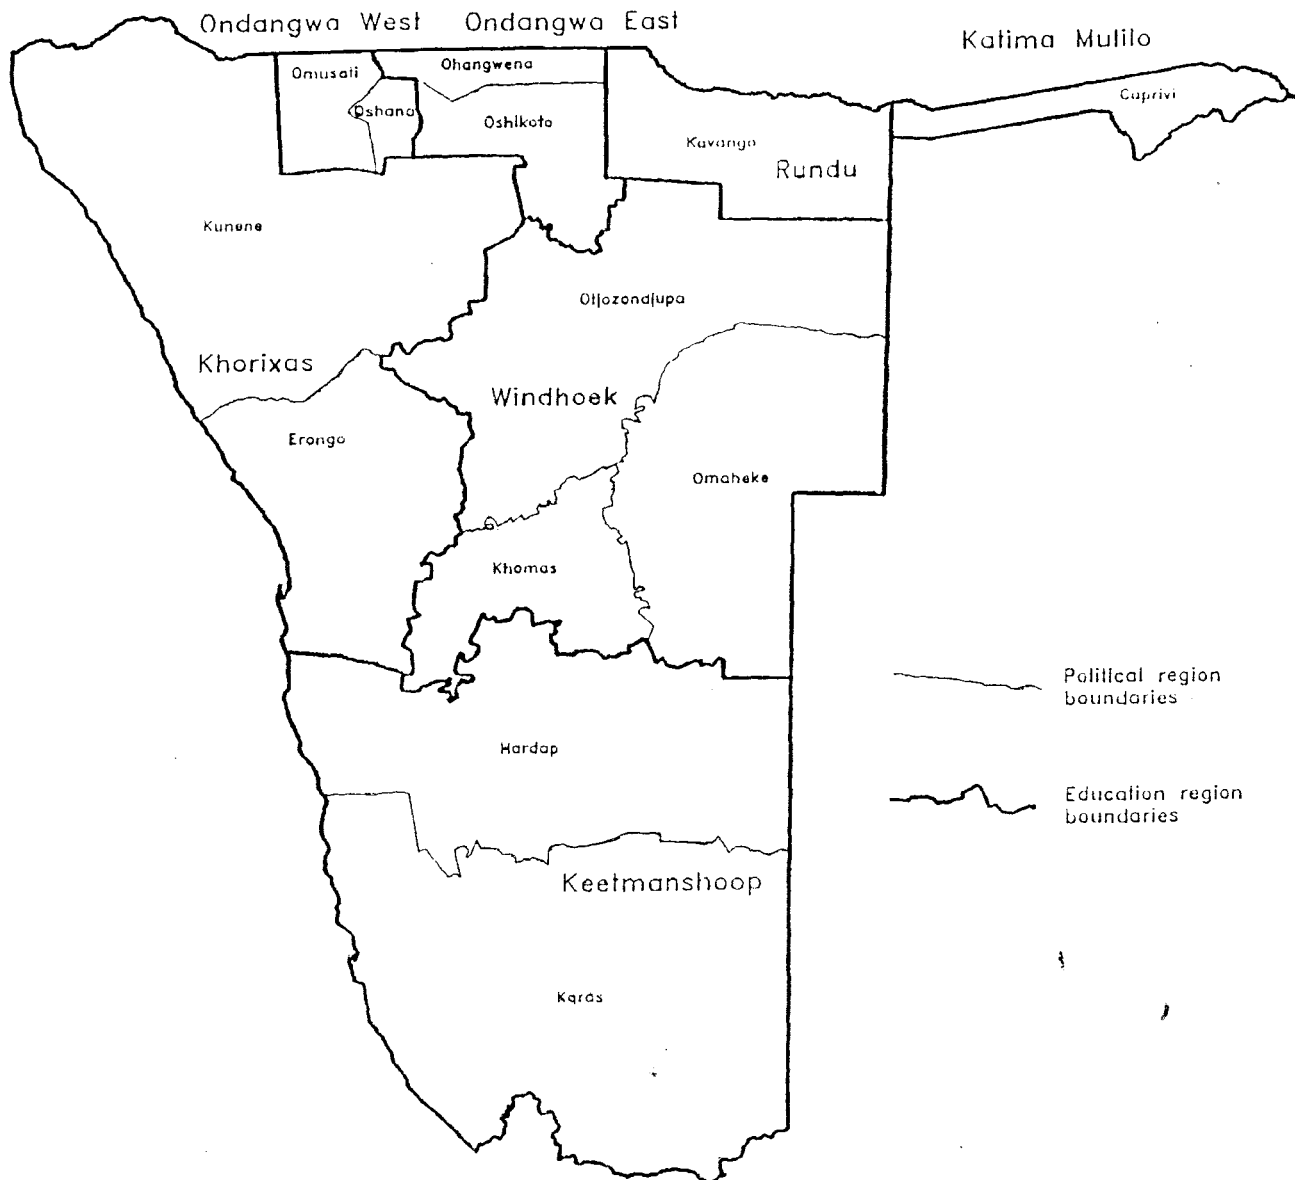 Ondangwa West Ondangwa East
Katima Mulilo
Omusati
Ohangwena
Caprivi
Oshana
Oshikoto
Kavango
Rundu
Kunene
Otjozondjupa
Khorixas
Windhoek
Erongo
Omaheke
Khomas
Political region
boundaries
Hardap
Education region
boundaries
Keetmanshoop
Karas